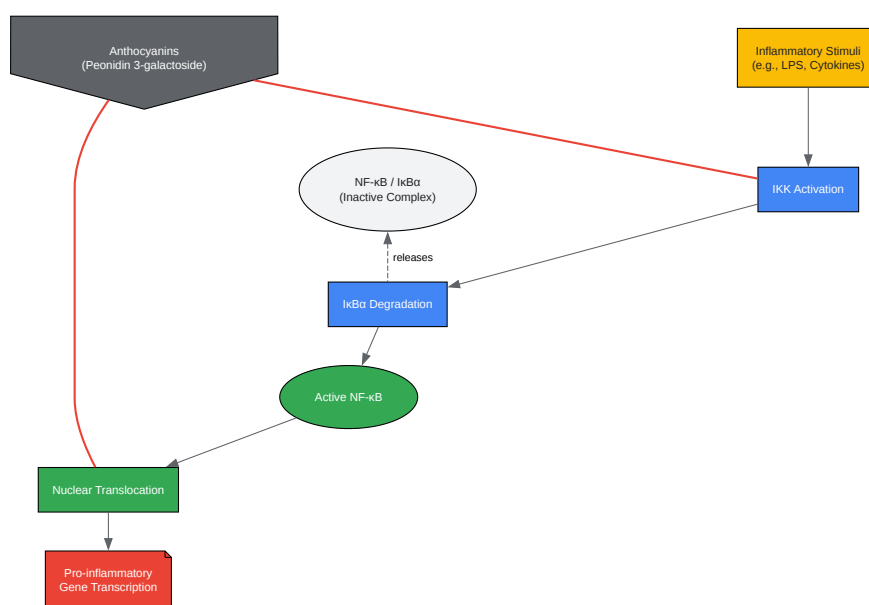 Anthocyanins
(Peonidin 3-galactoside)
Inflammatory Stimuli
(e.g., LPS, Cytokines)
NF-κB / IκBα
(Inactive Complex)
IKK Activation
releases
IκBα Degradation
Active NF-κB
Nuclear Translocation
Pro-inflammatory
Gene Transcription